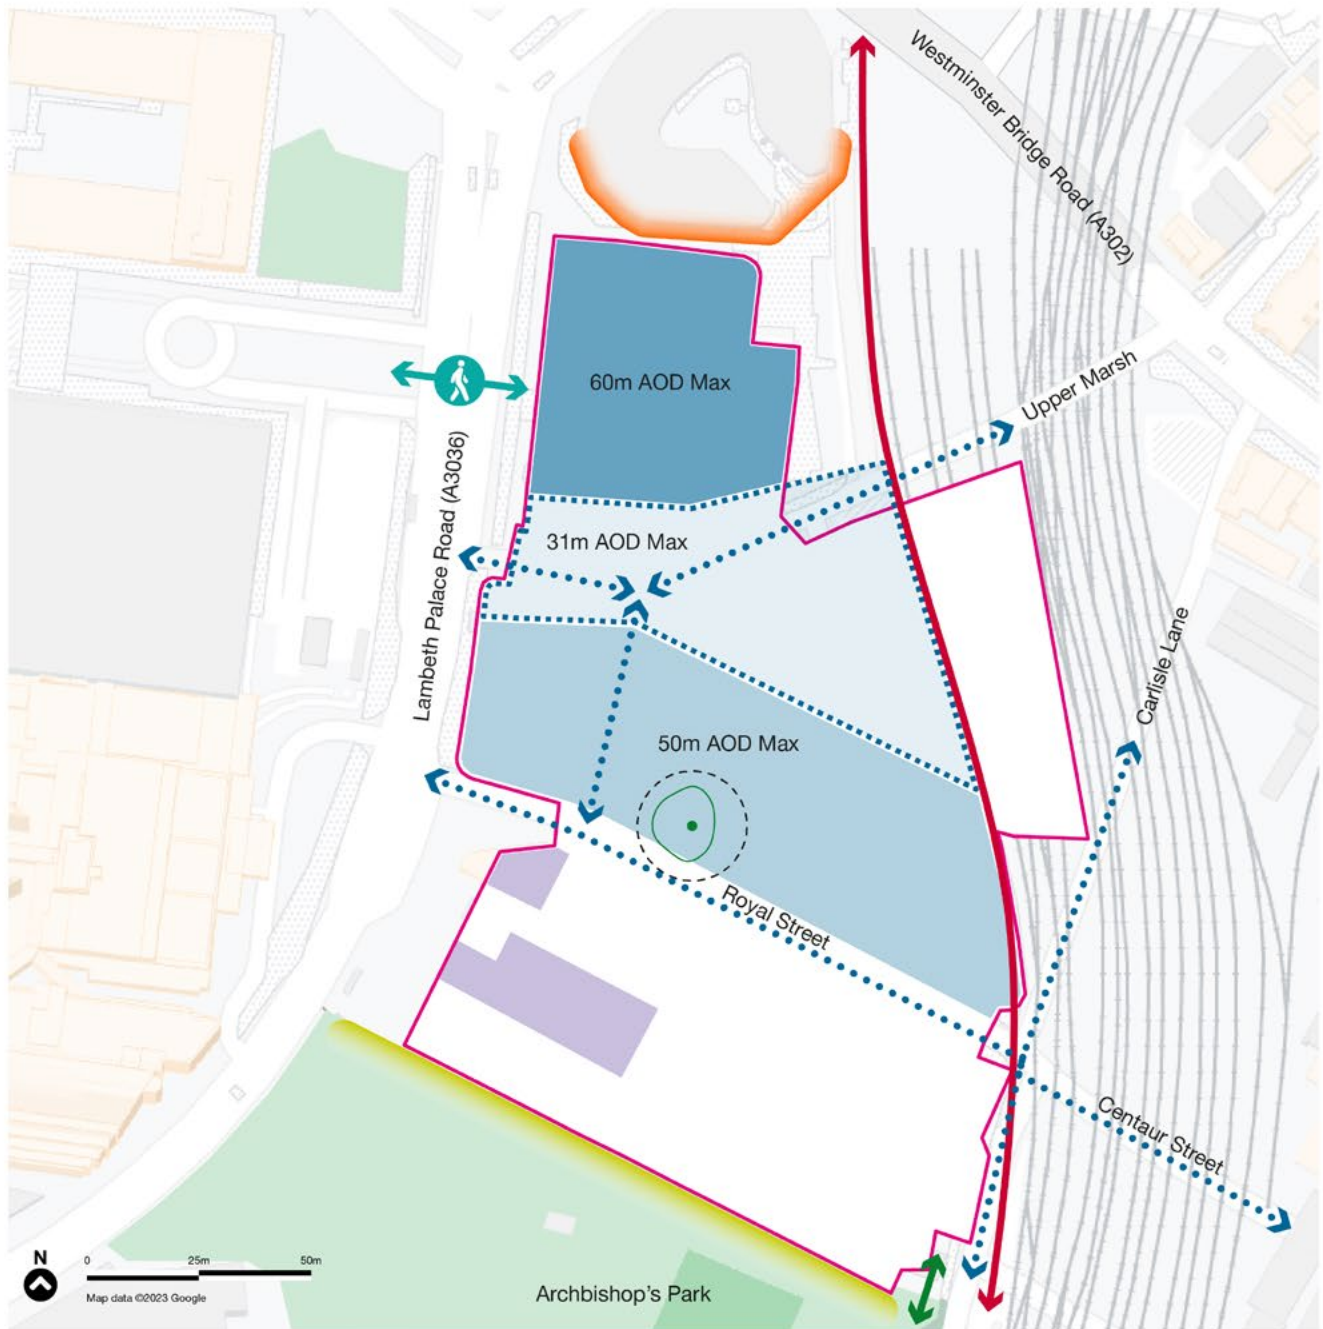 Westminster Bridge Road (A302)
60m AOD Max
Upper Marsh
Lambeth Palace Road (A3036)
31m AOD Max
Carlisle Lane
50m AOD Max
Royal Street
Centaur Street
N
0 25m 50m
Map data ©2023 Google
Archbishop's Park